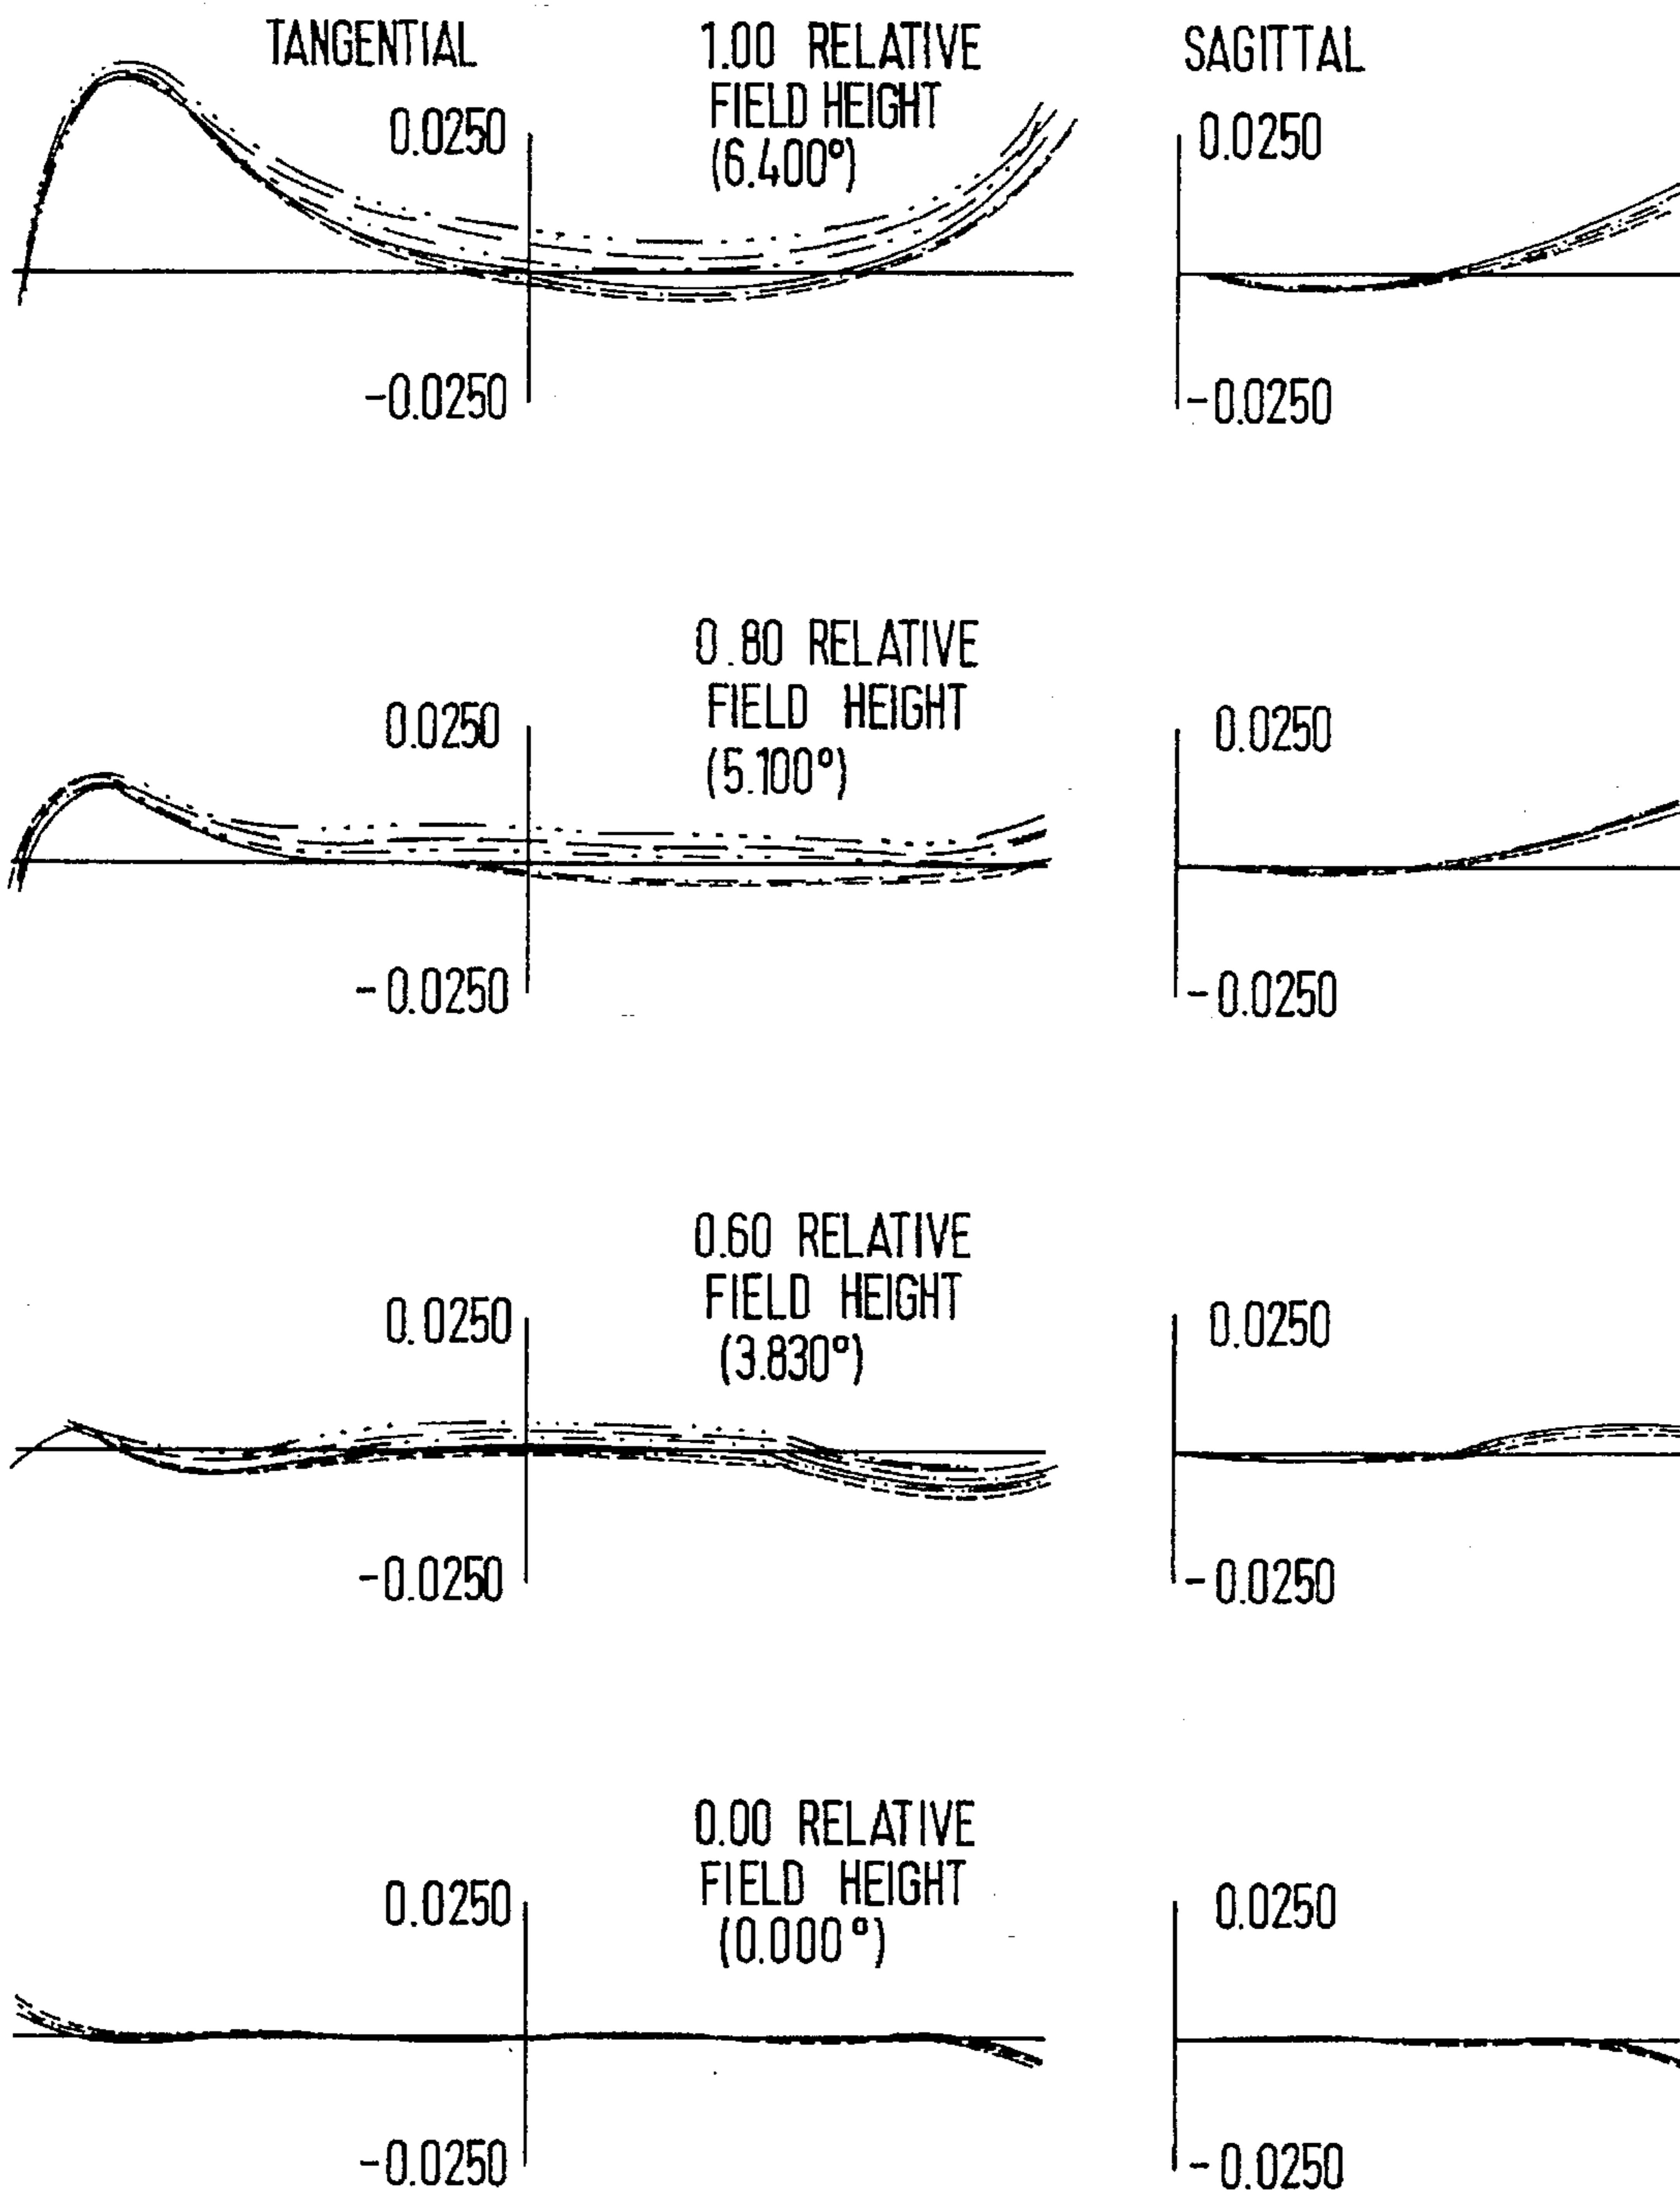 TANGENTIAL
1.00 RELATIVE
FIELD HEIGHT
(6.400°)
SAGITTAL
0.0250
-0.0250
0.0250
-0.0250
0.80 RELATIVE
FIELD HEIGHT
(5.100°)
0.0250
-0.0250
0.0250
-0.0250
0.60 RELATIVE
FIELD HEIGHT
(3.830°)
0.0250
-0.0250
0.0250
-0.0250
0.00 RELATIVE
FIELD HEIGHT
(0.000°)
0.0250
-0.0250
0.0250
-0.0250